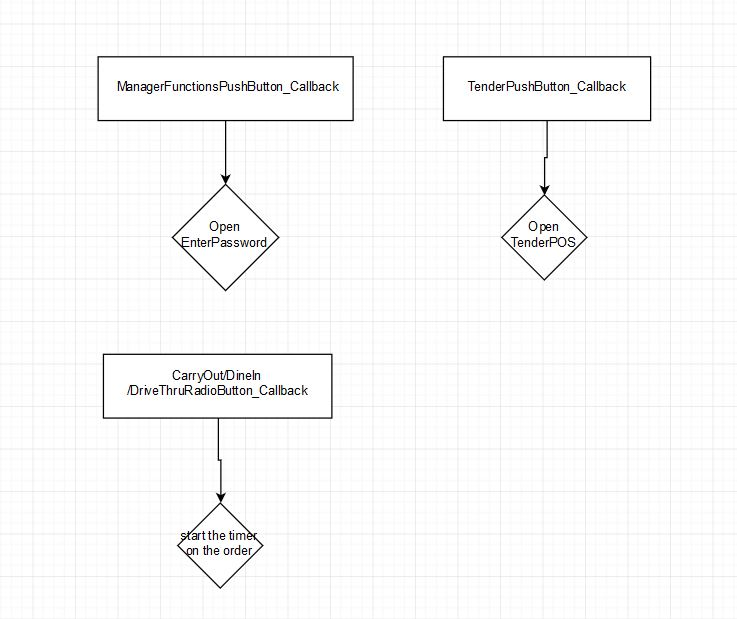 ManagerFunctionsPushButton_Callback
TenderPushButton_Callback
Open
EnterPassword
Open
TenderPOS
CarryOut/DineIn
/DriveThruRadioButton_Callback
start the timer
on the order